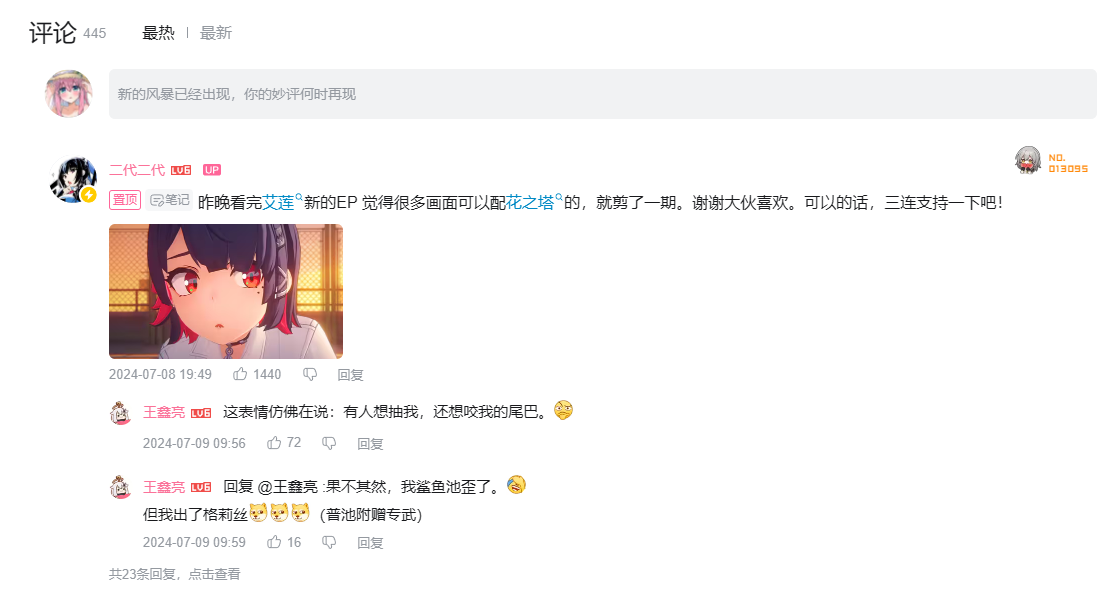 评论 445 最热 | 最新
新的风暴已经出现，你的妙评何时再现
二代二代 LV6 UP
NO.
013095
置顶 笔记 昨晚看完艾莲新的EP 觉得很多画面可以配花之塔的，就剪了一期。谢谢大伙喜欢。可以的话，三连支持一下吧！
2024-07-08 19:49 1440 回复
王鑫亮 LV6 这表情仿佛在说：有人想抽我，还想咬我的尾巴。
2024-07-09 09:56 72 回复
王鑫亮 LV6 回复 @王鑫亮 :果不其然，我鲨鱼池歪了。
但我出了格莉丝（普池附赠专武）
2024-07-09 09:59 16 回复
共23条回复，点击查看